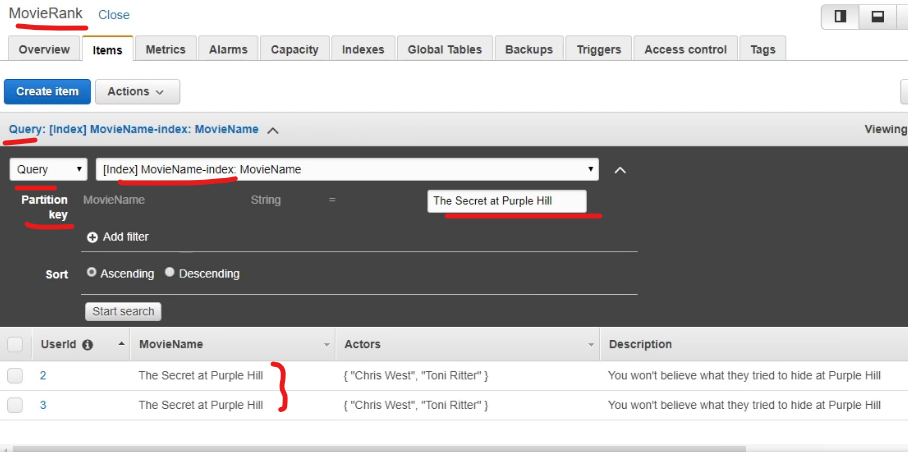 MovieRank Close
Overview Items Metrics Alarms Capacity Indexes Global Tables Backups Triggers Access control Tags
Create item Actions
Query: [Index] MovieName-index: MovieName Viewing
Query [Index] MovieName-index: MovieName
Partition key MovieName String = The Secret at Purple Hill
Add filter
Sort Ascending Descending
Start search
UserId MovieName Actors Description
2 The Secret at Purple Hill { "Chris West", "Toni Ritter" } You won't believe what they tried to hide at Purple Hill
3 The Secret at Purple Hill { "Chris West", "Toni Ritter" } You won't believe what they tried to hide at Purple Hill